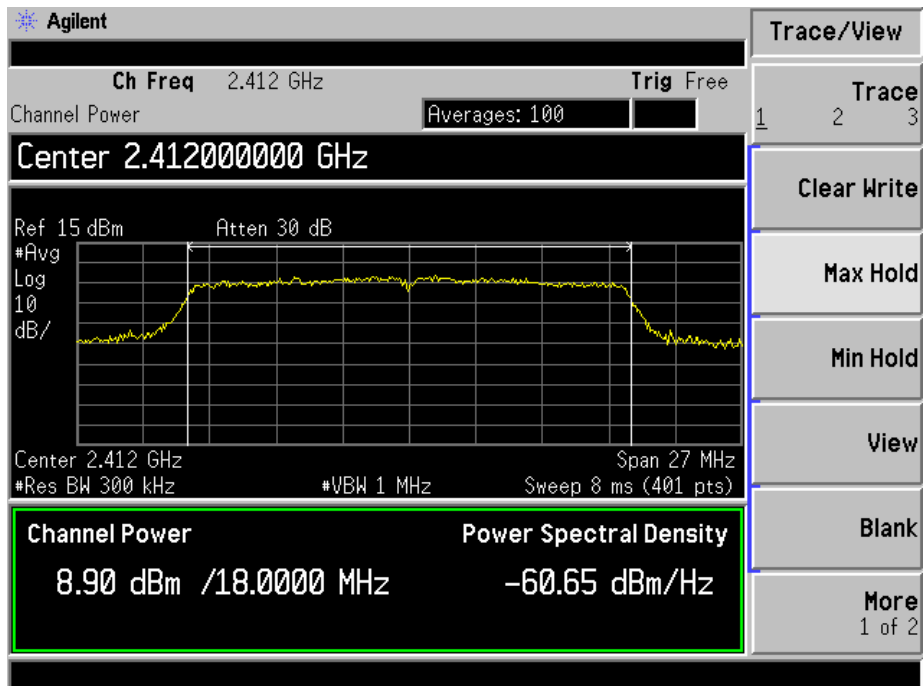 Agilent
Trace/View
Ch Freq 2.412 GHz Trig Free
Channel Power Averages: 100
Trace
1 2 3
Center 2.412000000 GHz
Clear Write
Ref 15 dBm Atten 30 dB
#Avg
Log
10
dB/
Max Hold
Min Hold
View
Center 2.412 GHz Span 27 MHz
#Res BW 300 kHz #VBW 1 MHz Sweep 8 ms (401 pts)
Channel Power Power Spectral Density
8.90 dBm /18.0000 MHz -60.65 dBm/Hz
Blank
More
1 of 2